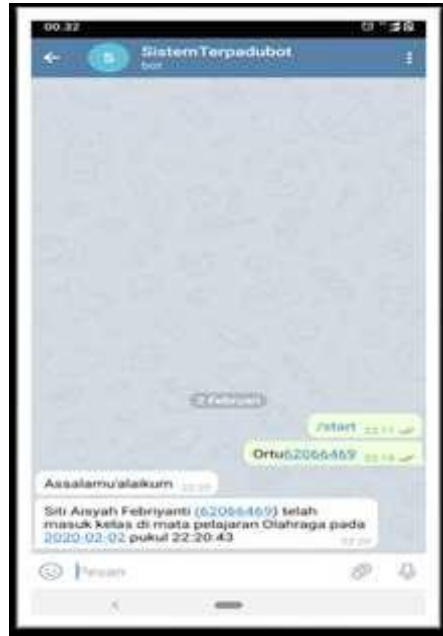 00.32
SistemTerpadubot
bot
2 Februari
/start
Ortu62066469
Assalamu'alaikum
Siti Aisyah Febriyanti (62066469) telah
masuk kelas di mata pelajaran Olahraga pada
2020-02-02 pukul 22:20:43
Pesan